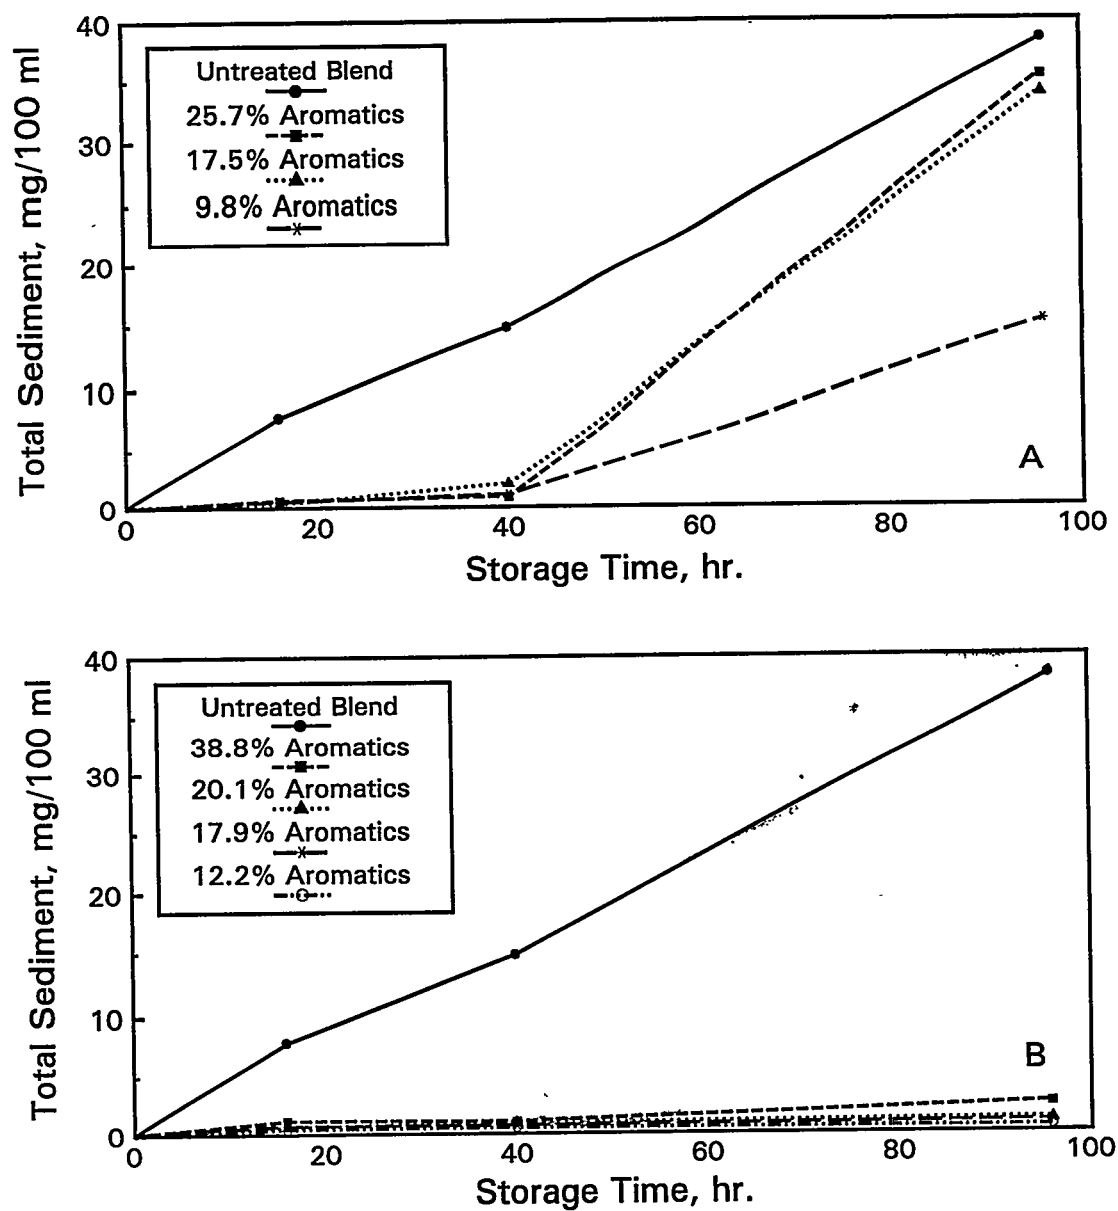 Total Sediment, mg/100 ml
40
30
20
10
0
Untreated Blend
25.7% Aromatics
17.5% Aromatics
9.8% Aromatics
A
0 20 40 60 80 100
Storage Time, hr.
Total Sediment, mg/100 ml
40
30
20
10
0
Untreated Blend
38.8% Aromatics
20.1% Aromatics
17.9% Aromatics
12.2% Aromatics
B
0 20 40 60 80 100
Storage Time, hr.